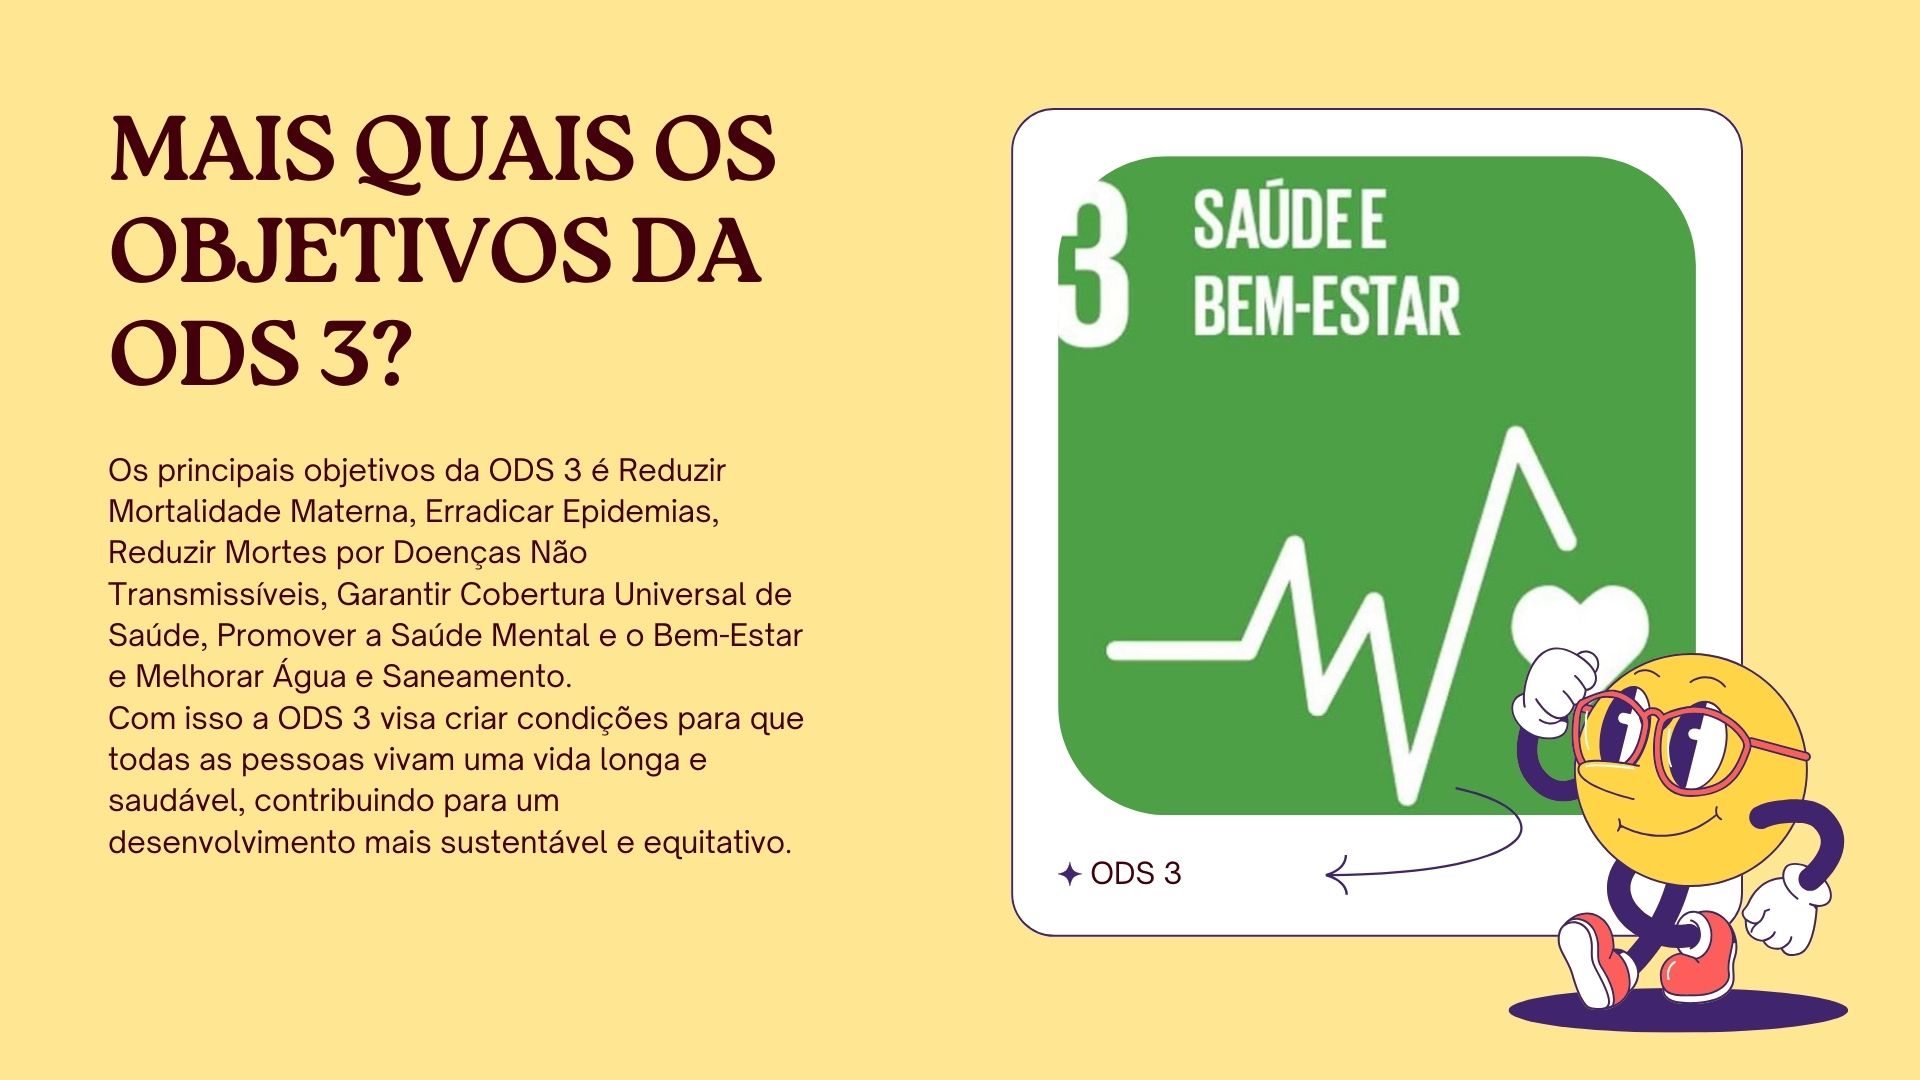 MAIS QUAIS OS
OBJETIVOS DA
ODS 3?
Os principais objetivos da ODS 3 é Reduzir
Mortalidade Materna, Erradicar Epidemias,
Reduzir Mortes por Doenças Não
Transmissíveis, Garantir Cobertura Universal de
Saúde, Promover a Saúde Mental e o Bem-Estar
e Melhorar Água e Saneamento.
Com isso a ODS 3 visa criar condições para que
todas as pessoas vivam uma vida longa e
saudável, contribuindo para um
desenvolvimento mais sustentável e equitativo.
3 SAÚDE E
BEM-ESTAR
ODS 3